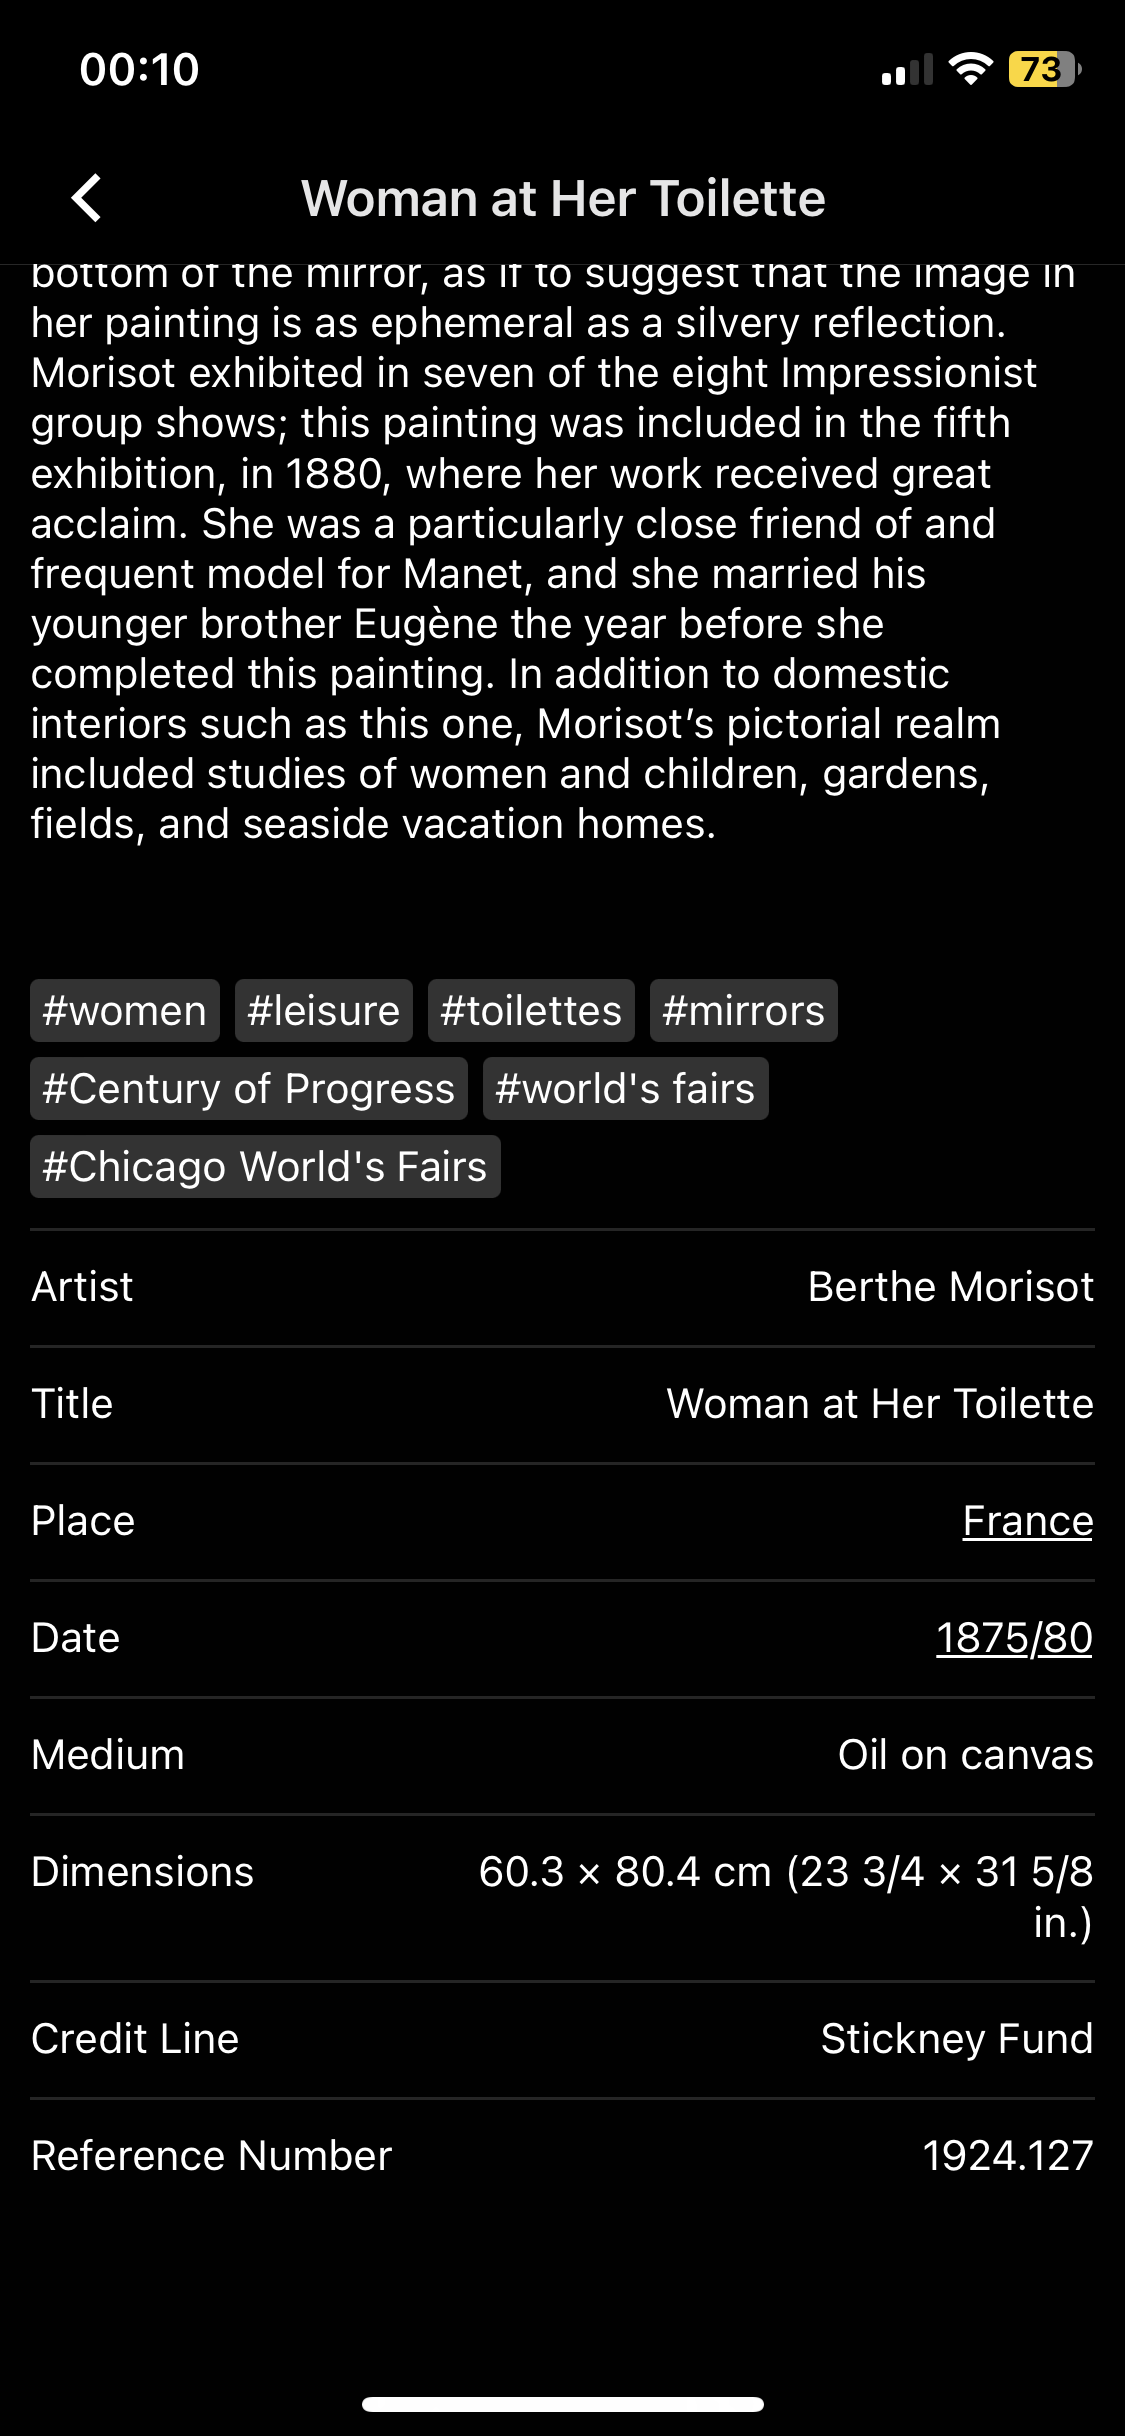 00:10
73
Woman at Her Toilette
bottom of the mirror, as if to suggest that the image in
her painting is as ephemeral as a silvery reflection.
Morisot exhibited in seven of the eight Impressionist
group shows; this painting was included in the fifth
exhibition, in 1880, where her work received great
acclaim. She was a particularly close friend of and
frequent model for Manet, and she married his
younger brother Eugène the year before she
completed this painting. In addition to domestic
interiors such as this one, Morisot’s pictorial realm
included studies of women and children, gardens,
fields, and seaside vacation homes.
#women #leisure #toilettes #mirrors
#Century of Progress #world's fairs
#Chicago World's Fairs
Artist Berthe Morisot
Title Woman at Her Toilette
Place France
Date 1875/80
Medium Oil on canvas
Dimensions 60.3 × 80.4 cm (23 3/4 × 31 5/8
in.)
Credit Line Stickney Fund
Reference Number 1924.127